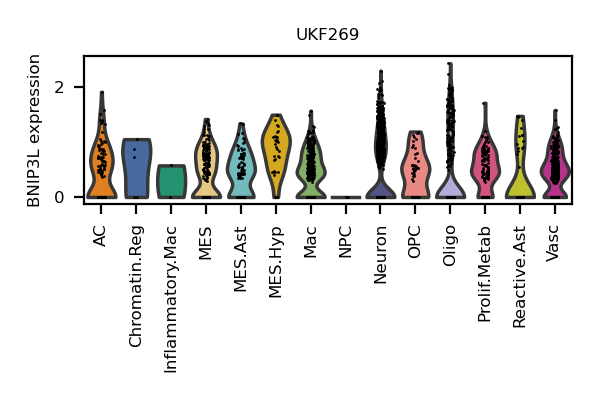 UKF269
BNIP3L expression
2
0
AC
Chromatin.Reg
Inflammatory.Mac
MES
MES.Ast
MES.Hyp
Mac
NPC
Neuron
OPC
Oligo
Prolif.Metab
Reactive.Ast
Vasc